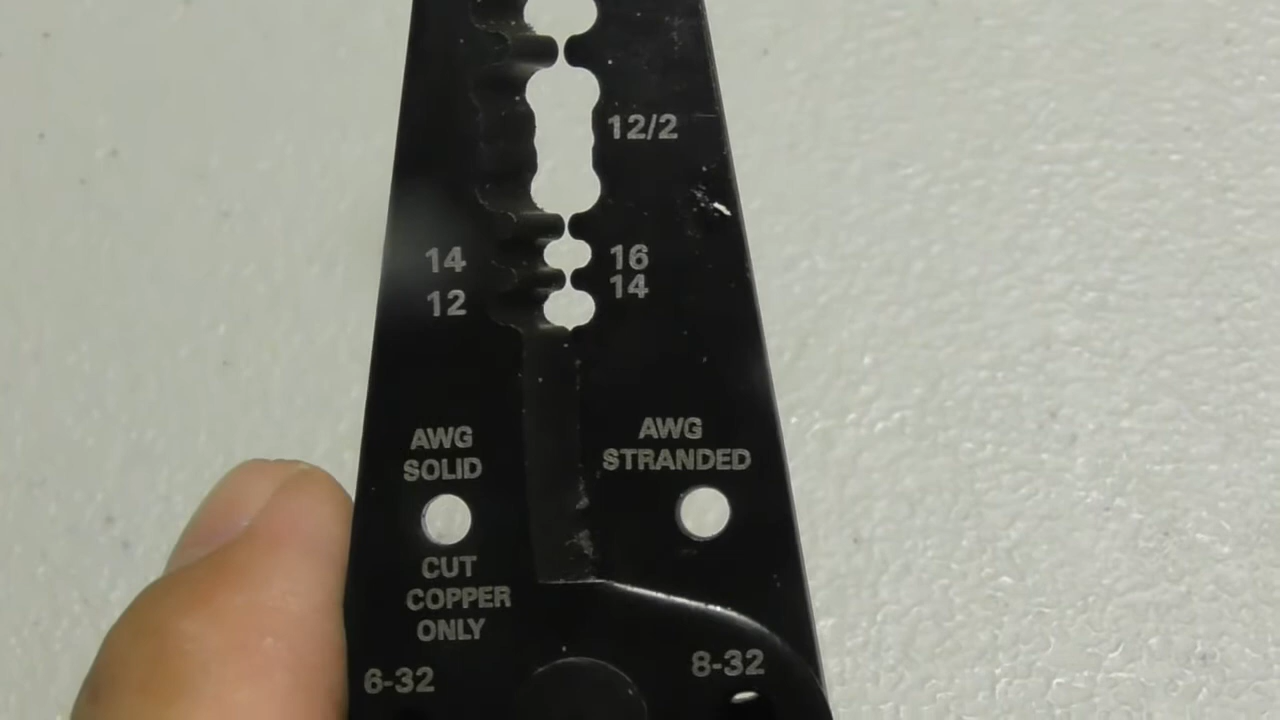 12/2
14 16
12 14
AWG SOLID
AWG STRANDED
CUT
COPPER
ONLY
6-32 8-32